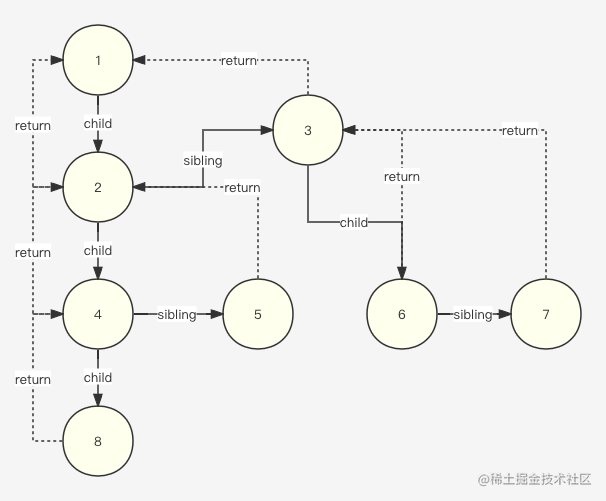 1
return
return
child
3
sibling
return
2
return
return
child
child
4
sibling
5
6
sibling
7
return
child
8
@稀土掘金技术社区